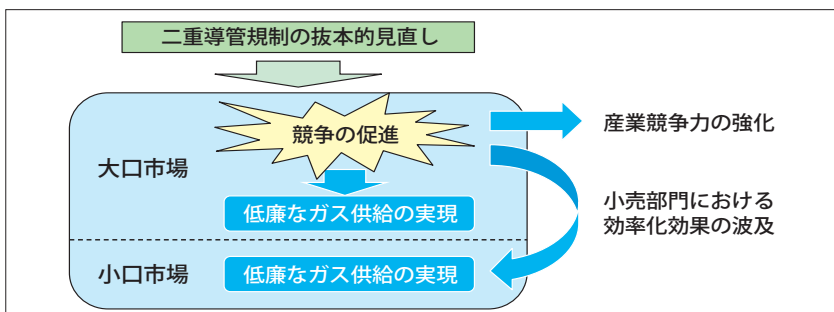 二重導管規制の抜本的見直し
競争の促進
産業競争力の強化
大口市場
低廉なガス供給の実現
小売部門における
効率化効果の波及
小口市場
低廉なガス供給の実現